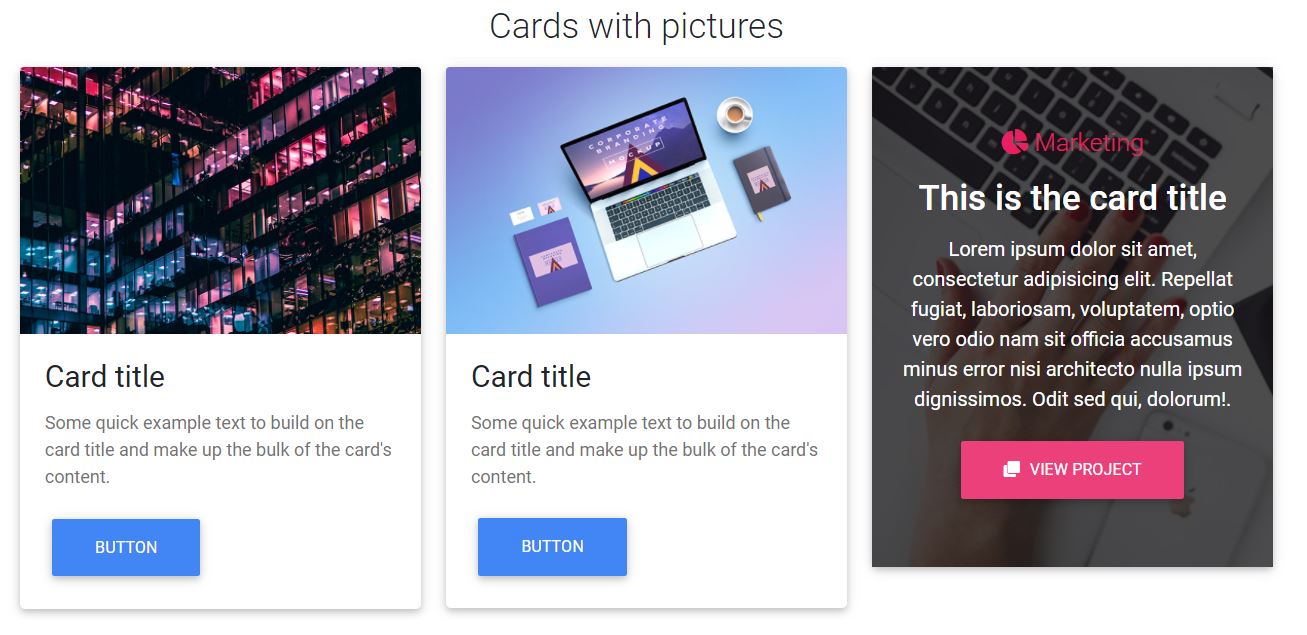 Cards with pictures
CORPORATE
BRANDING
MOCKUP
Card title
Some quick example text to build on the
card title and make up the bulk of the card's
content.
BUTTON
Card title
Some quick example text to build on the
card title and make up the bulk of the card's
content.
BUTTON
Marketing
This is the card title
Lorem ipsum dolor sit amet,
consectetur adipisicing elit. Repellat
fugiat, laboriosam, voluptatem, optio
vero odio nam sit officia accusamus
minus error nisi architecto nulla ipsum
dignissimos. Odit sed qui, dolorum!.
VIEW PROJECT